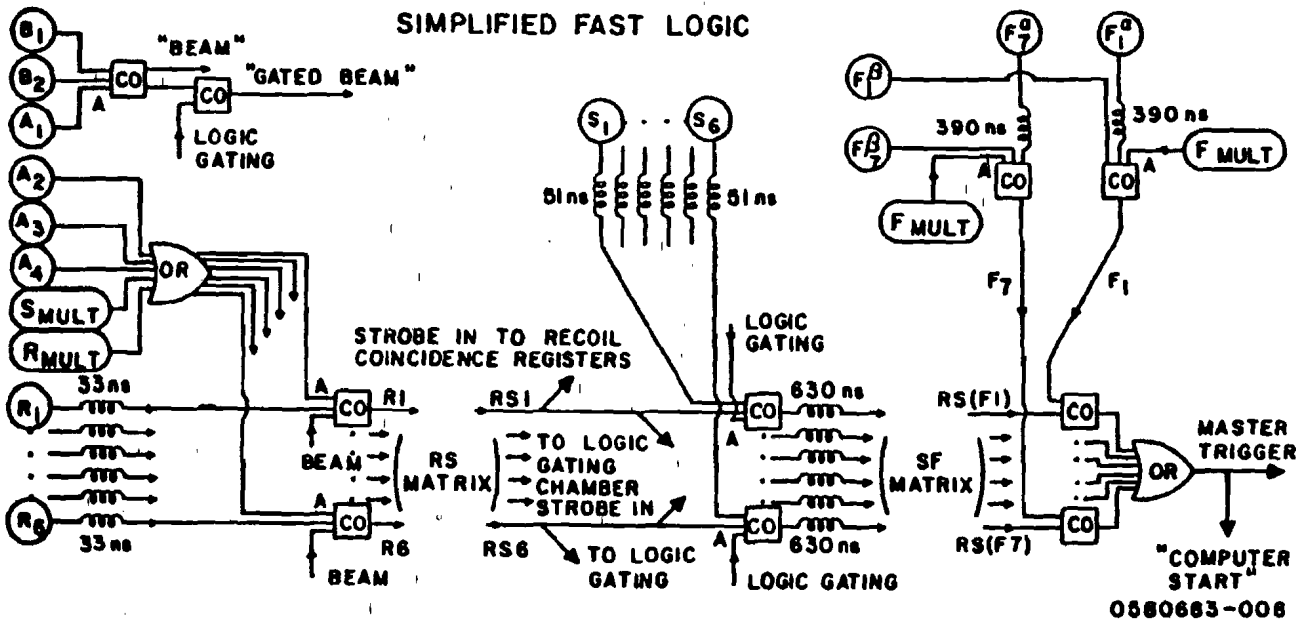 SIMPLIFIED FAST LOGIC
B1
B2
A1
A
CO
"BEAM"
CO
"GATED BEAM"
LOGIC
GATING
A2
A3
A4
SMULT
RMULT
OR
33 ns
R1
R6
33 ns
A
CO
R1
BEAM
A
CO
R6
BEAM
RS
MATRIX
STROBE IN TO RECOIL
COINCIDENCE REGISTERS
RS1
TO LOGIC
GATING
CHAMBER
STROBE IN
RS6
TO LOGIC
GATING
S1
S6
51 ns
51 ns
LOGIC
GATING
CO
A
630 ns
CO
A
630 ns
LOGIC GATING
SF
MATRIX
F7α
F1α
F1β
F7β
390 ns
390 ns
A
CO
CO
A
F MULT
F MULT
F7
F1
RS(F1)
CO
RS(F7)
CO
OR
MASTER
TRIGGER
"COMPUTER
START"
0580683-006